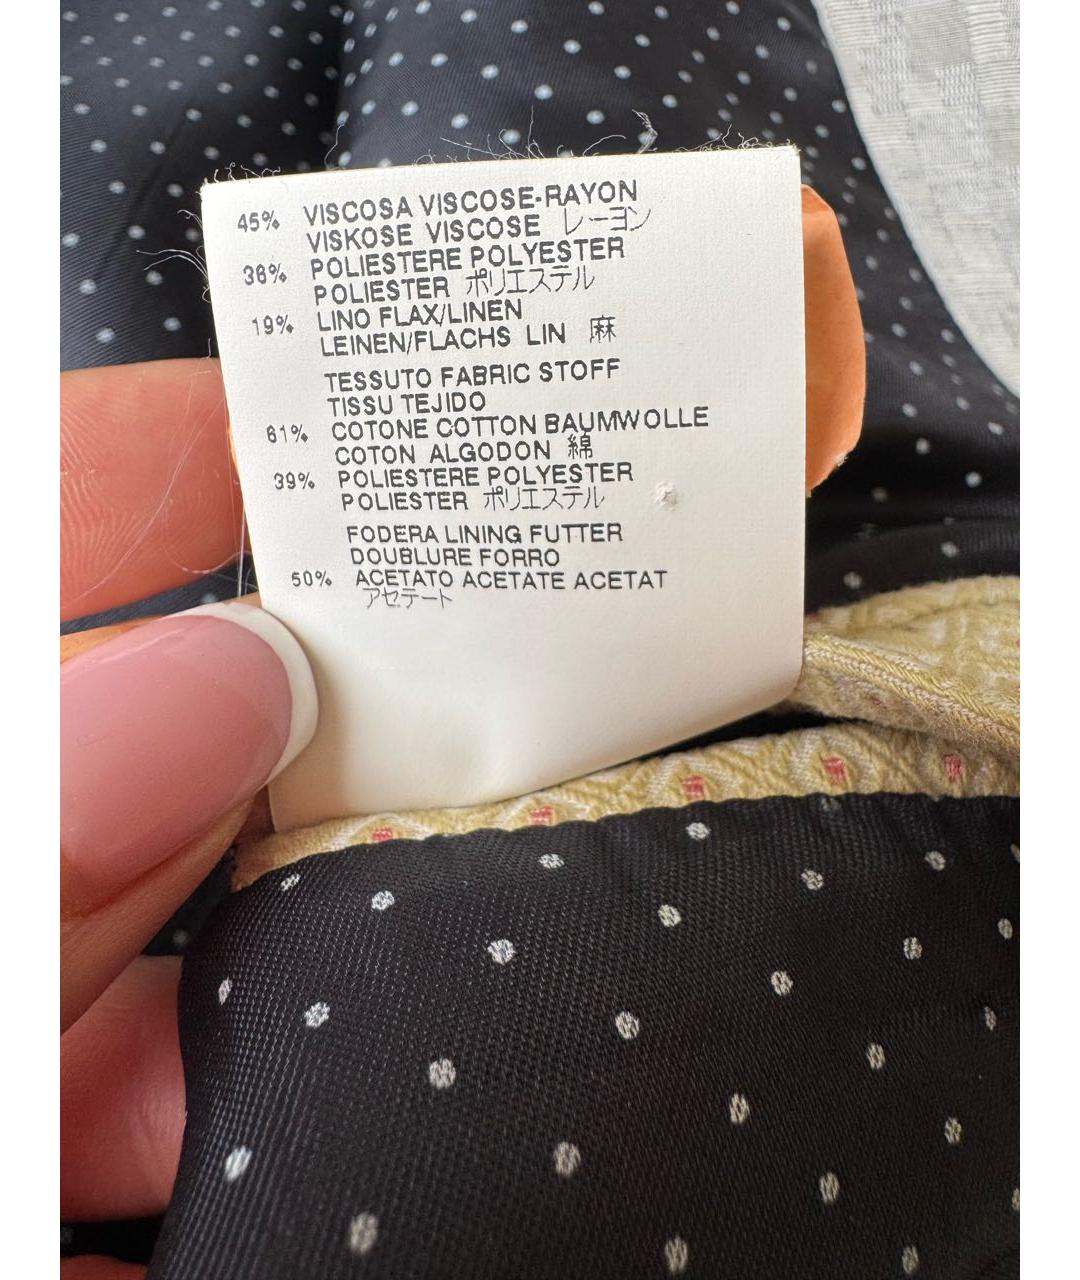 45% VISCOSA VISCOSE-RAYON
VISKOSE VISCOSE レーヨン
36% POLIESTERE POLYESTER
POLIESTER ポリエステル
19% LINO FLAX/LINEN
LEINEN/FLACHS LIN 麻
TESSUTO FABRIC STOFF
TISSU TEJIDO
61% COTONE COTTON BAUMWOLLE
COTON ALGODON 綿
39% POLIESTERE POLYESTER
POLIESTER ポリエステル
FODERA LINING FUTTER
DOUBLURE FORRO
50% ACETATO ACETATE ACETAT
アセテート